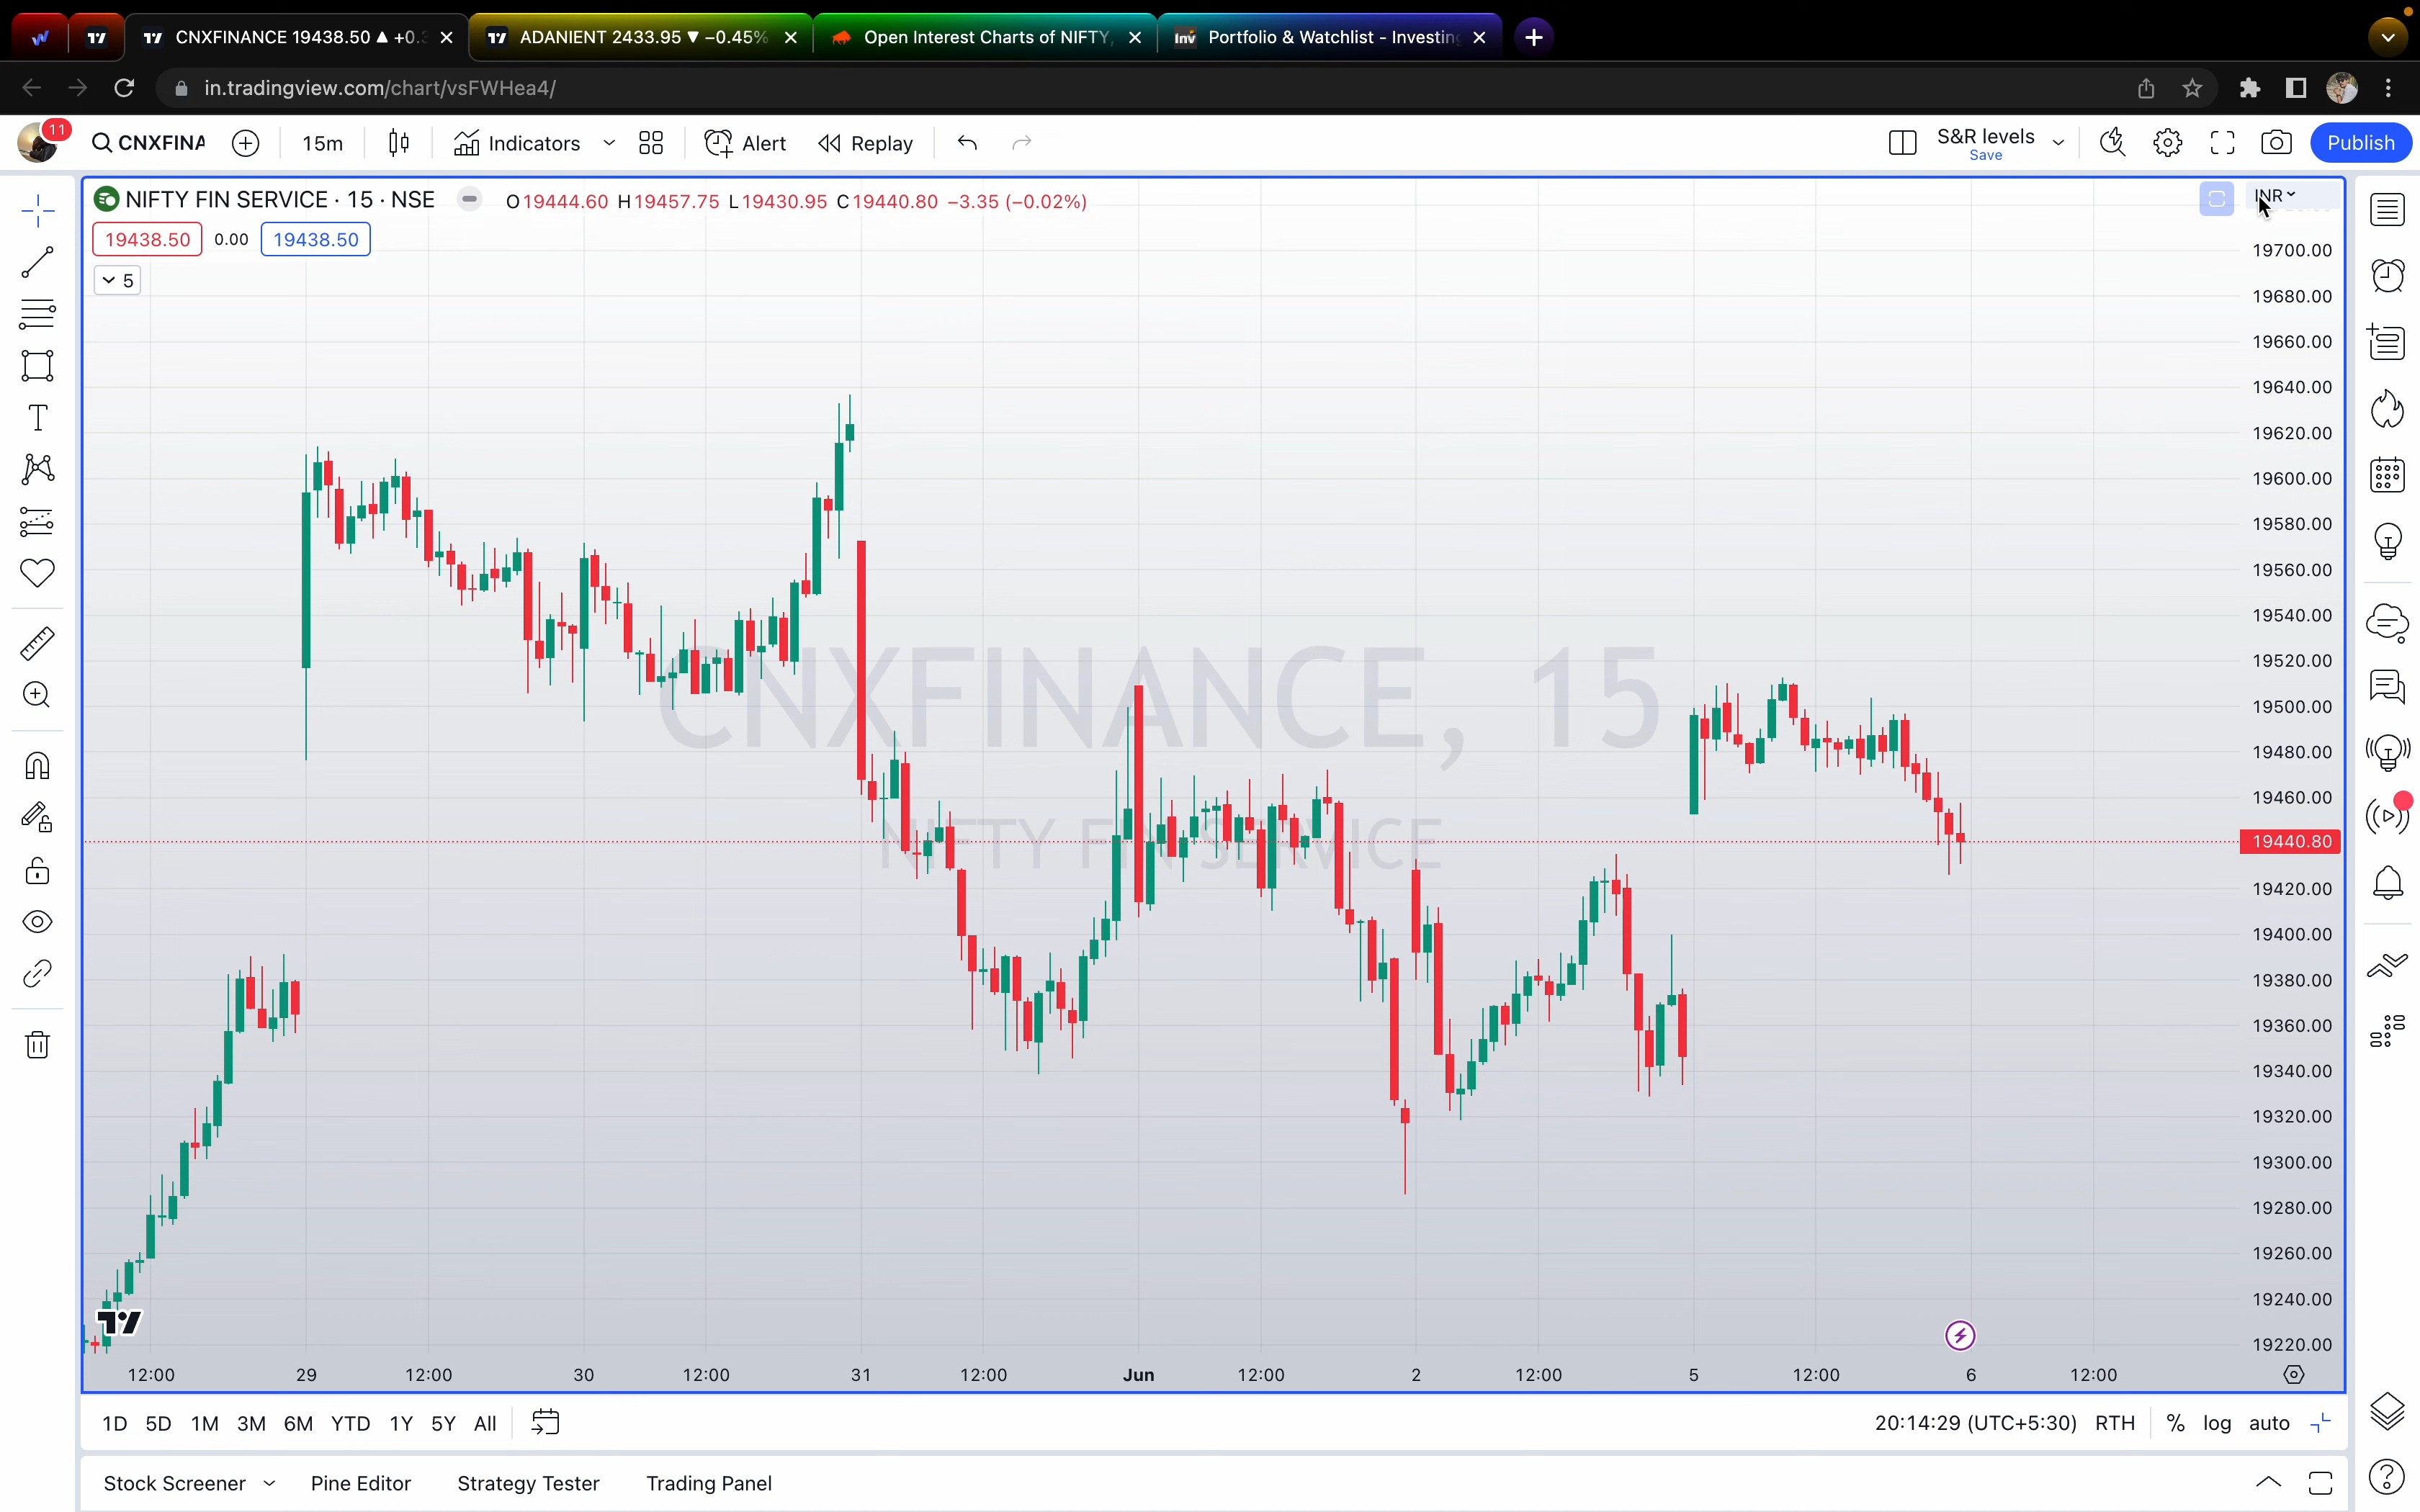 CNXFINANCE 19438.50 ▲ +0.3
ADANIENT 2433.95 ▼ −0.45%
Open Interest Charts of NIFTY,
Inv Portfolio & Watchlist - Investing
in.tradingview.com/chart/vsFWHea4/
11
CNXFINA
15m
Indicators
Alert
Replay
S&R levels
Save
Publish
NIFTY FIN SERVICE · 15 · NSE O19444.60 H19457.75 L19430.95 C19440.80 −3.35 (−0.02%)
INR
19438.50 0.00 19438.50
5
19700.00
19680.00
19660.00
19640.00
19620.00
19600.00
19580.00
19560.00
19540.00
19520.00
19500.00
19480.00
19460.00
19440.80
19420.00
19400.00
19380.00
19360.00
19340.00
19320.00
19300.00
19280.00
19260.00
19240.00
19220.00
CNXFINANCE, 15
NIFTY FIN SERVICE
12:00 29 12:00 30 12:00 31 12:00 Jun 12:00 2 12:00 5 12:00 6 12:00
1D 5D 1M 3M 6M YTD 1Y 5Y All
20:14:29 (UTC+5:30) RTH % log auto
Stock Screener Pine Editor Strategy Tester Trading Panel